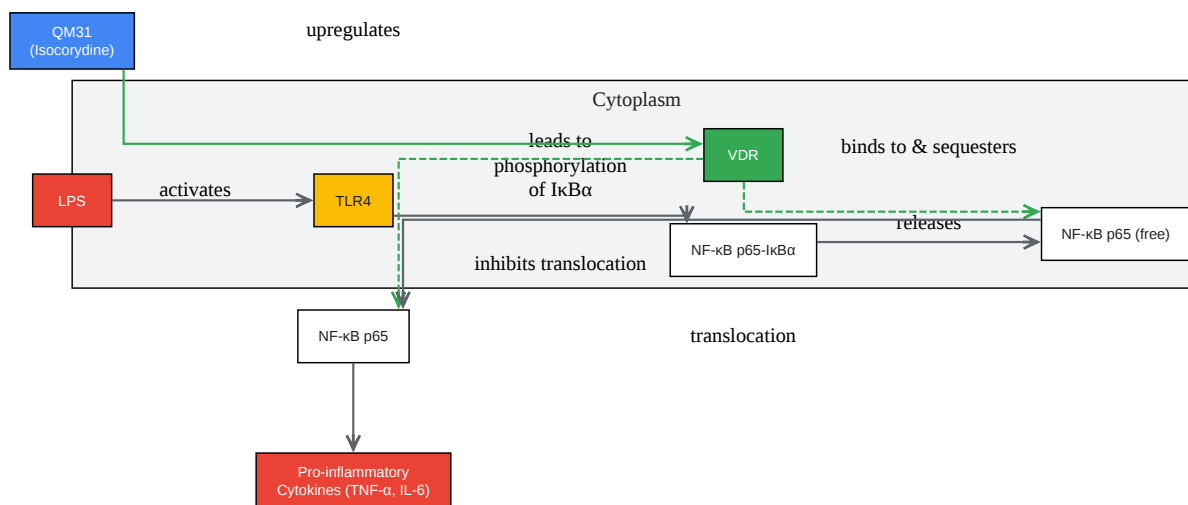 QM31
(Isocorydine)
upregulates
Cytoplasm
leads to
phosphorylation
of IκBα
VDR
binds to & sequesters
LPS
activates
TLR4
releases
NF-κB p65 (free)
NF-κB p65-IκBα
inhibits translocation
NF-κB p65
translocation
Pro-inflammatory
Cytokines (TNF-α, IL-6)